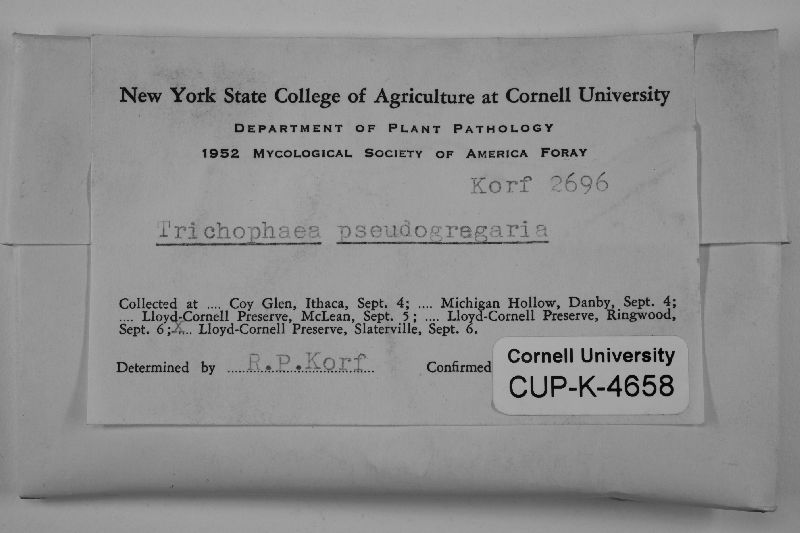 New York State College of Agriculture at Cornell University
DEPARTMENT OF PLANT PATHOLOGY
1952 MYCOLOGICAL SOCIETY OF AMERICA FORAY
Korf 2696
Trichophaea pseudogregaria
Collected at .... Coy Glen, Ithaca, Sept. 4; .... Michigan Hollow, Danby, Sept. 4;
.... Lloyd-Cornell Preserve, McLean, Sept. 5; .... Lloyd-Cornell Preserve, Ringwood,
Sept. 6; X... Lloyd-Cornell Preserve, Slaterville, Sept. 6.
Determined by ....R.P.Korf.... Confirmed
Cornell University
CUP-K-4658